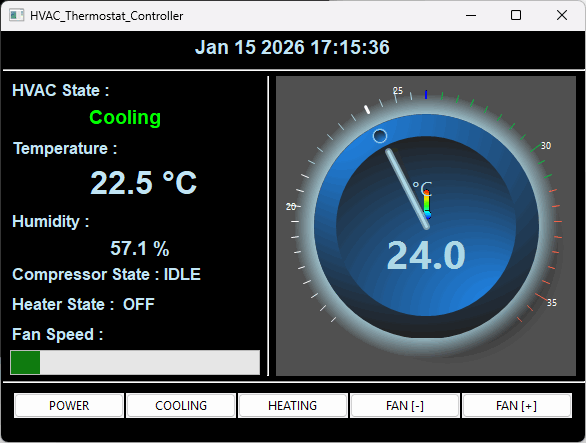 HVAC_Thermostat_Controller
Jan 15 2026 17:15:36
HVAC State :
Cooling
Temperature :
22.5 °C
Humidity :
57.1 %
Compressor State : IDLE
Heater State : OFF
Fan Speed :
25
30
20
35
°C
24.0
POWER
COOLING
HEATING
FAN [-]
FAN [+]